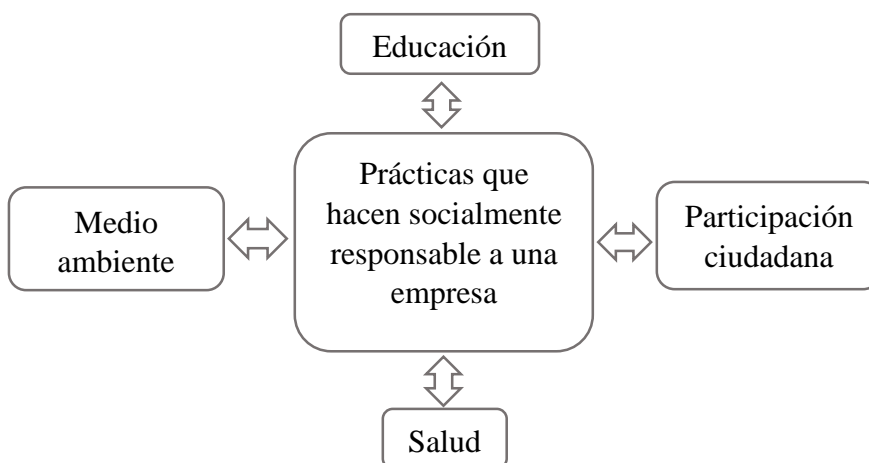 Educación
Prácticas que
hacen socialmente
responsable a una
empresa
Medio
ambiente
Participación
ciudadana
Salud